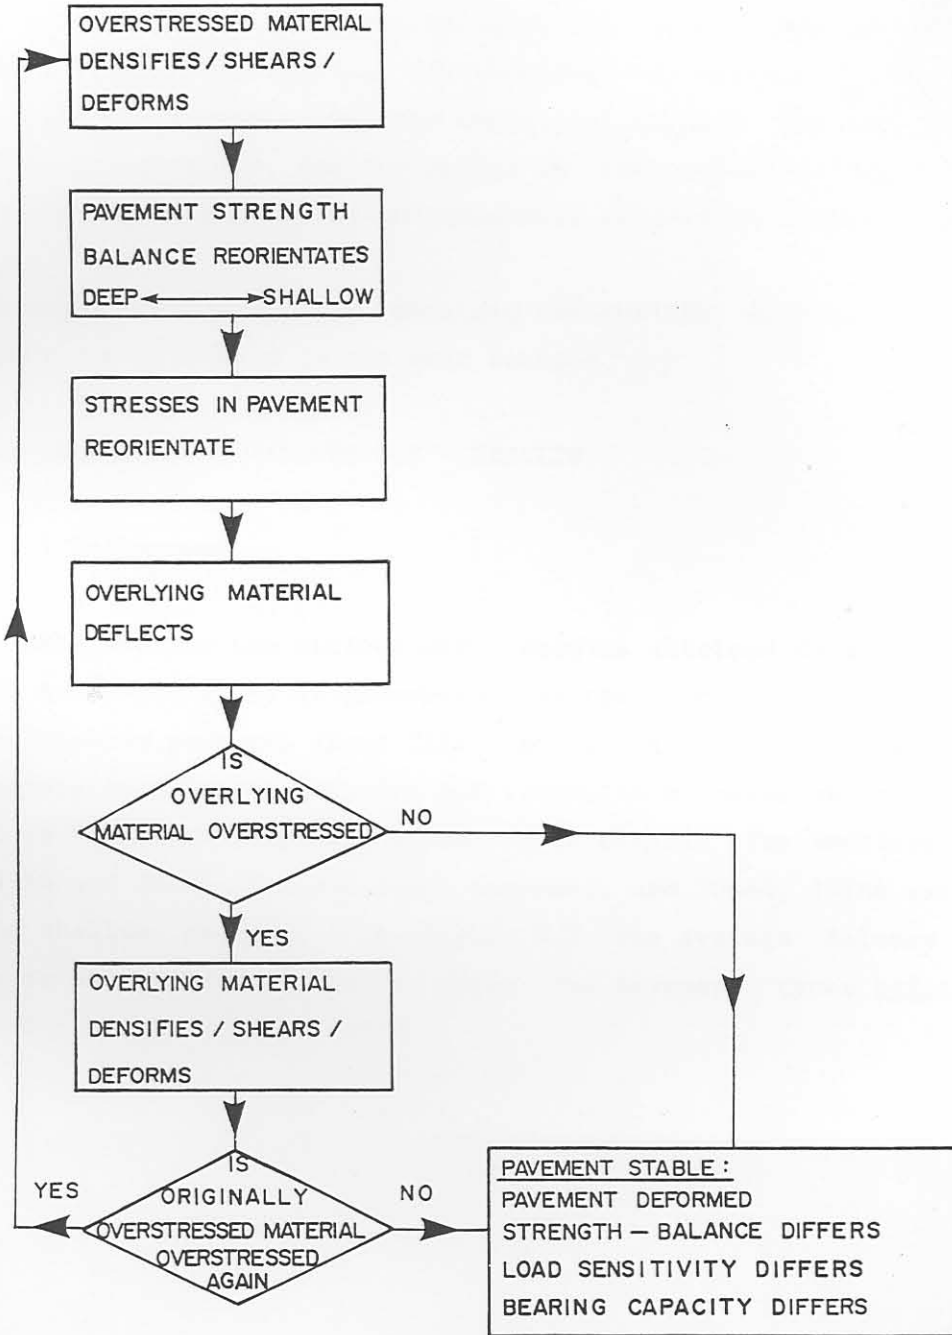 OVERSTRESSED MATERIAL
DENSIFIES / SHEARS /
DEFORMS
PAVEMENT STRENGTH
BALANCE REORIENTATES
DEEP SHALLOW
STRESSES IN PAVEMENT
REORIENTATE
OVERLYING MATERIAL
DEFLECTS
IS
OVERLYING
MATERIAL OVERSTRESSED
NO
YES
OVERLYING MATERIAL
DENSIFIES / SHEARS /
DEFORMS
IS
ORIGINALLY
OVERSTRESSED MATERIAL
OVERSTRESSED
AGAIN
YES
NO
PAVEMENT STABLE :
PAVEMENT DEFORMED
STRENGTH — BALANCE DIFFERS
LOAD SENSITIVITY DIFFERS
BEARING CAPACITY DIFFERS